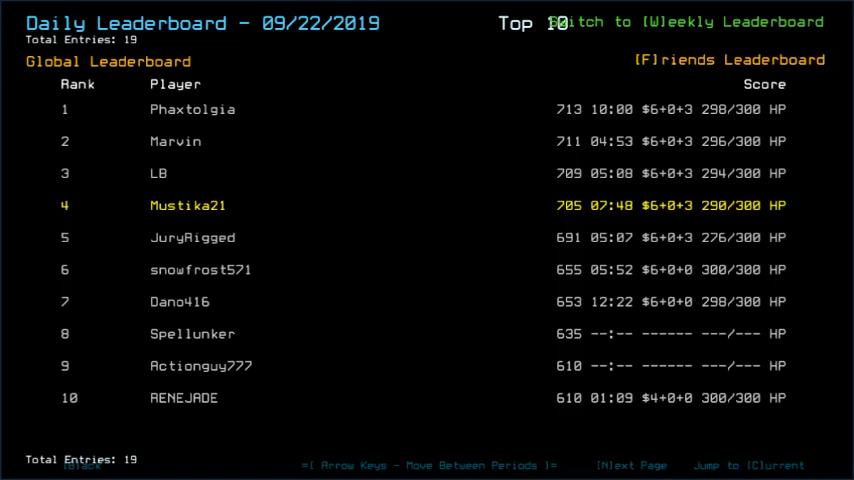 Daily Leaderboard - 09/22/2019 Top 10 Switch to [W]eekly Leaderboard
Total Entries: 19
Global Leaderboard [F]riends Leaderboard
Rank Player Score
1 Phaxtolgia 713 10:00 $6+0+3 298/300 HP
2 Marvin 711 04:53 $6+0+3 296/300 HP
3 LB 709 05:08 $6+0+3 294/300 HP
4 Mustika21 705 07:48 $6+0+3 290/300 HP
5 JuryRigged 691 05:07 $6+0+3 276/300 HP
6 snowfrost571 655 05:52 $6+0+0 300/300 HP
7 Dano416 653 12:22 $6+0+0 298/300 HP
8 Spellunker 635 --:-- ------ ---/--- HP
9 Actionguy777 610 --:-- ------ ---/--- HP
10 RENEJADE 610 01:09 $4+0+0 300/300 HP
Total Entries: 19
[B]ack =[ Arrow Keys - Move Between Periods ]= [N]ext Page Jump to [C]urrent